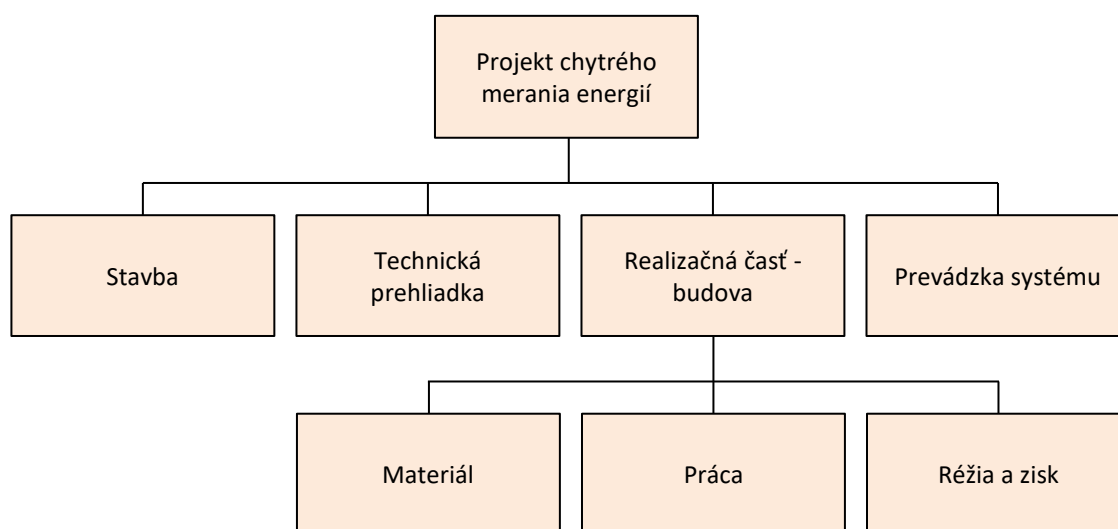 Projekt chytrého
merania energií
Stavba
Technická
prehliadka
Realizačná časť -
budova
Prevádzka systému
Materiál
Práca
Réžia a zisk